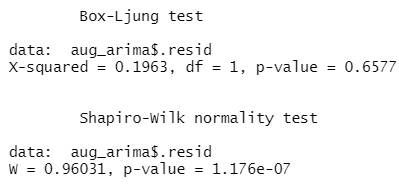 Box-Ljung test
data:  aug_arima$.resid
X-squared = 0.1963, df = 1, p-value = 0.6577
Shapiro-Wilk normality test
data:  aug_arima$.resid
W = 0.96031, p-value = 1.176e-07